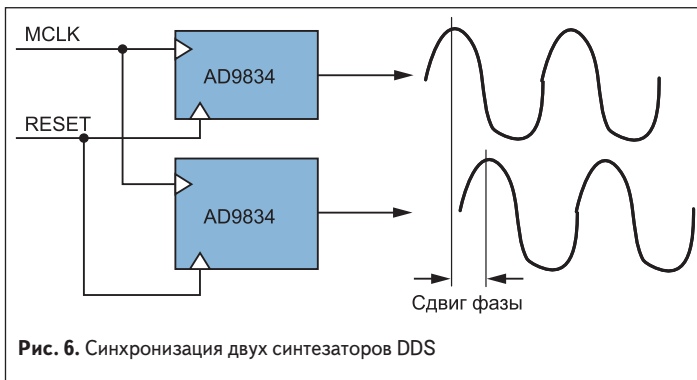 MCLK
AD9834
RESET
AD9834
Сдвиг фазы
Рис. 6. Синхронизация двух синтезаторов DDS